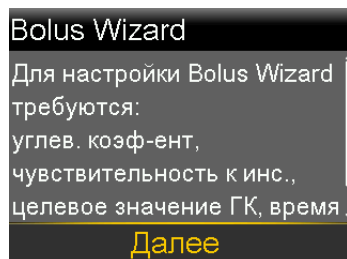 Bolus Wizard
Для настройки Bolus Wizard
требуются:
углев. коэф-ент,
чувствительность к инс.,
целевое значение ГК, время
Далее